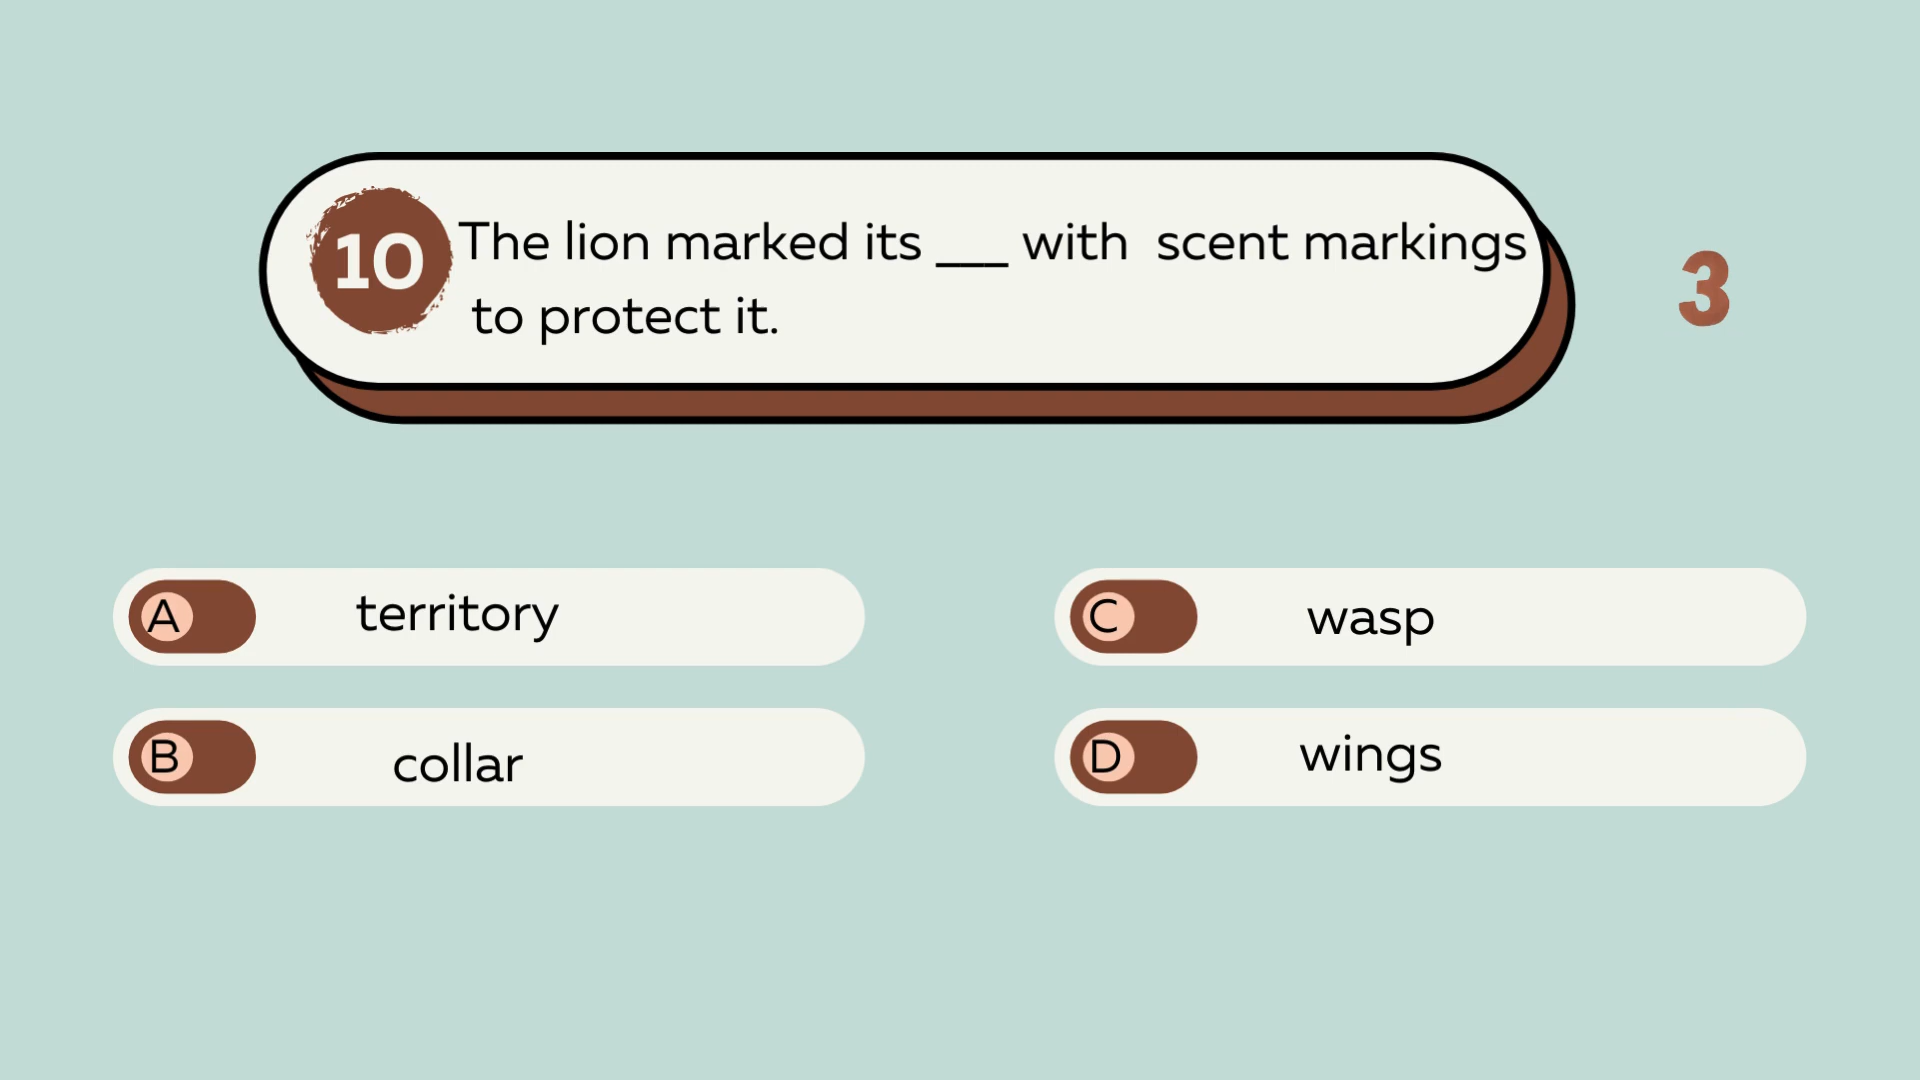 10 The lion marked its ___ with scent markings
to protect it.
3
A territory
C wasp
B collar
D wings